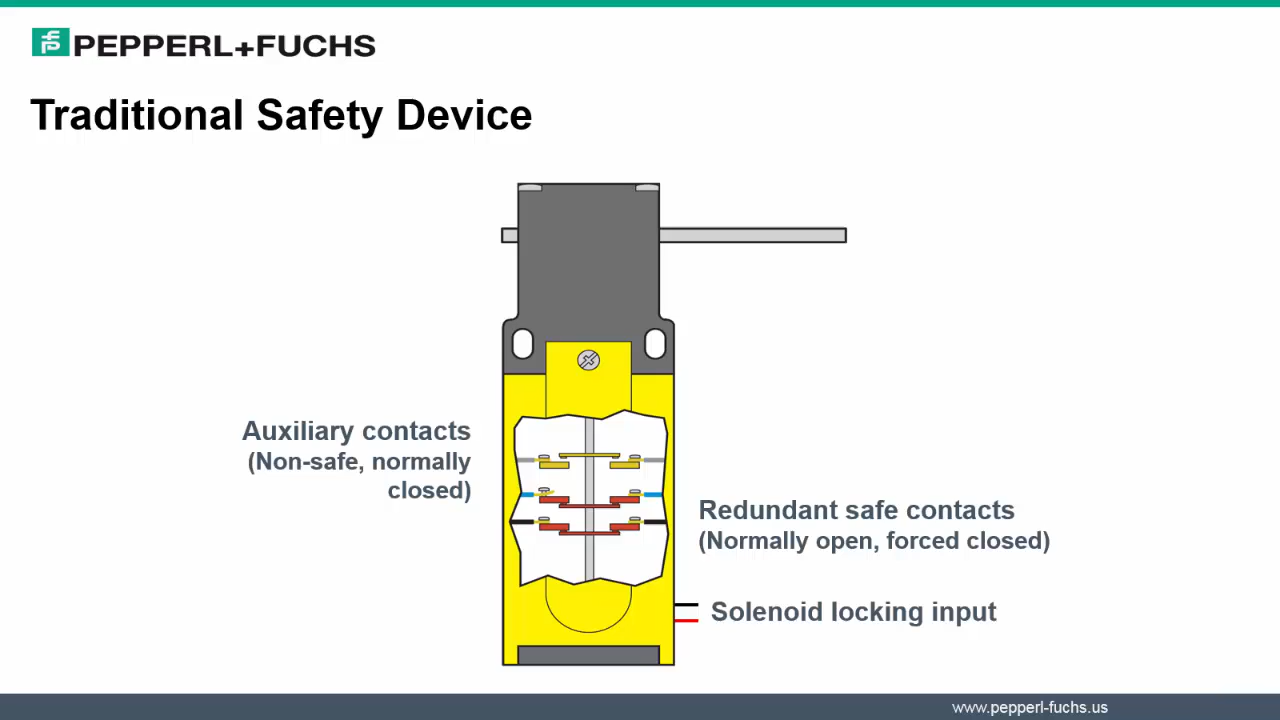 PEPPERL+FUCHS
Traditional Safety Device
Auxiliary contacts
(Non-safe, normally
closed)
Redundant safe contacts
(Normally open, forced closed)
Solenoid locking input
www.pepperl-fuchs.us